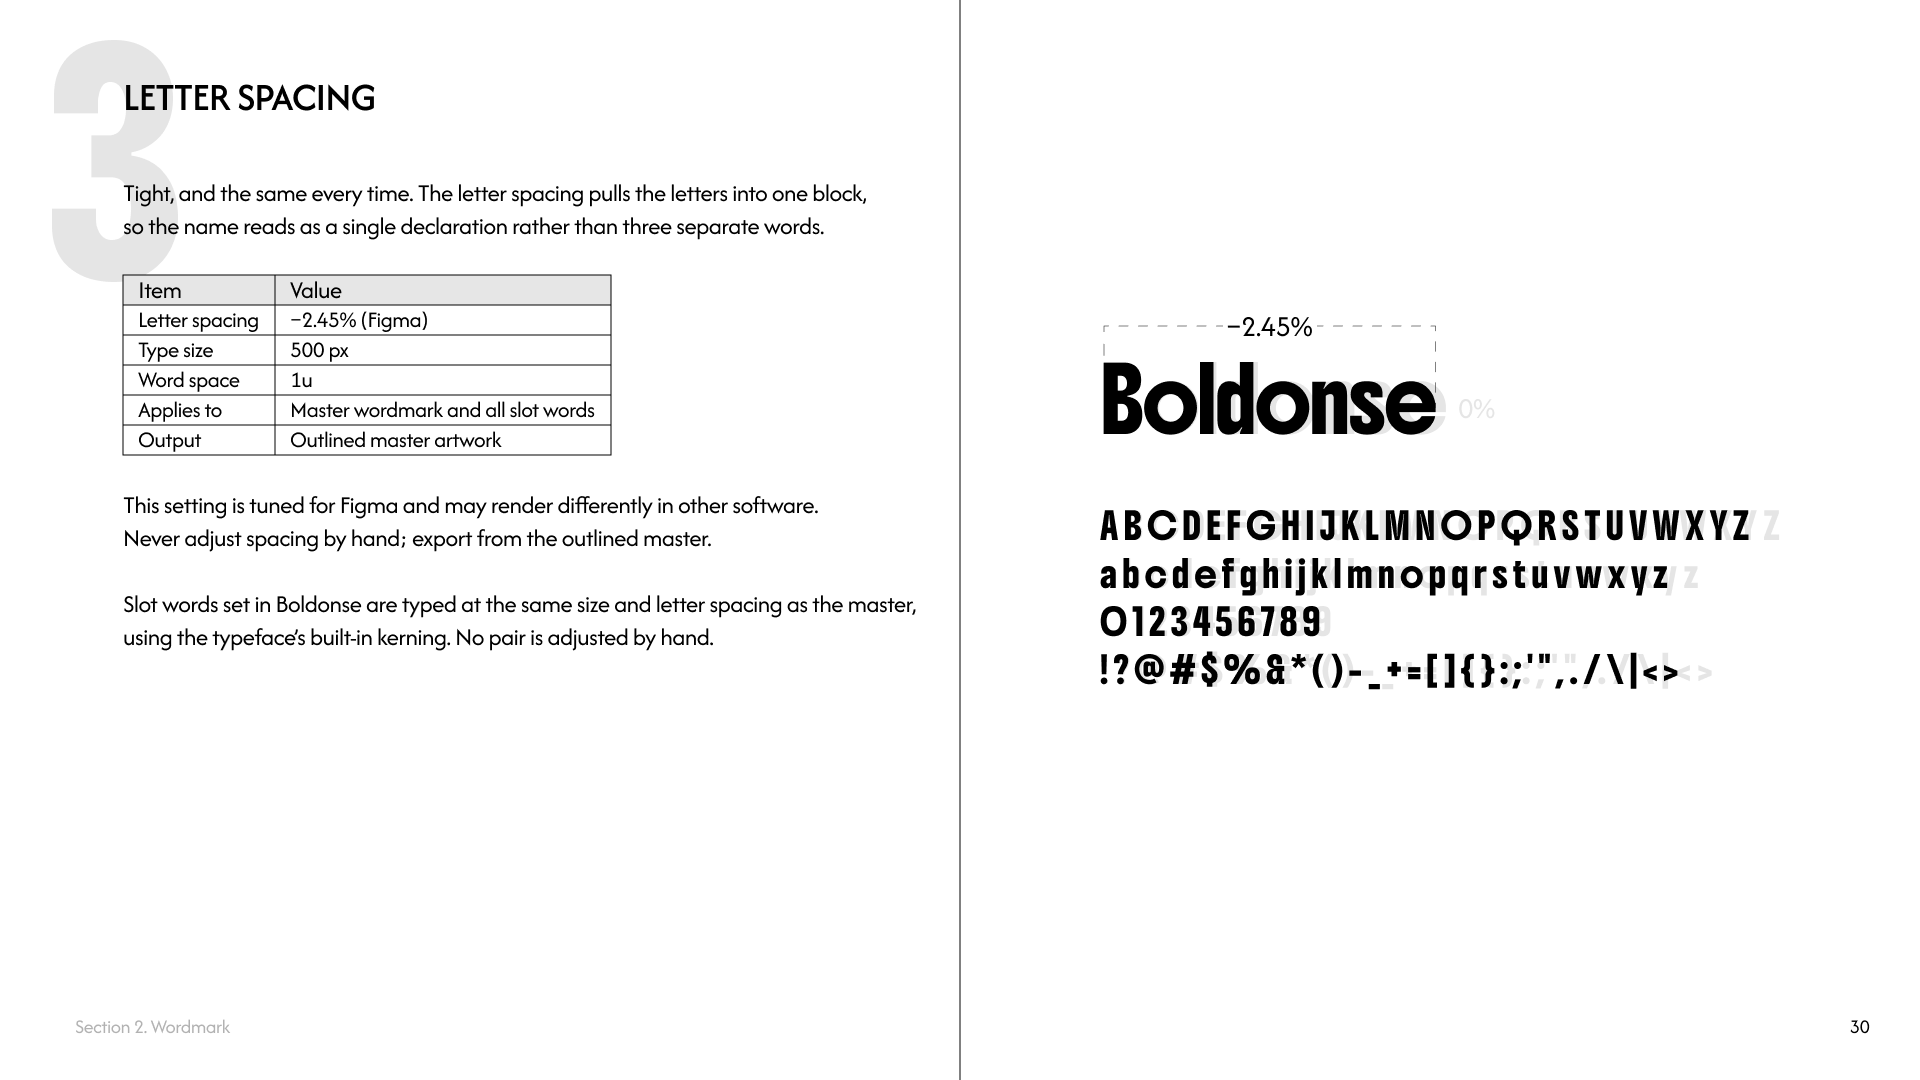 3
LETTER SPACING
Tight, and the same every time. The letter spacing pulls the letters into one block,
so the name reads as a single declaration rather than three separate words.
Item Value
Letter spacing −2.45% (Figma)
Type size 500 px
Word space 1u
Applies to Master wordmark and all slot words
Output Outlined master artwork
This setting is tuned for Figma and may render differently in other software.
Never adjust spacing by hand; export from the outlined master.
Slot words set in Boldonse are typed at the same size and letter spacing as the master,
using the typeface's built-in kerning. No pair is adjusted by hand.
Section 2. Wordmark
−2.45%
Boldonse 0%
ABCDEFGHIJKLMNOPQRSTUVWXYZ
abcdefghijklmnopqrstuvwxyz
0123456789
!?@#$%&*()-_+=[]{}:;'",./\|<>
30